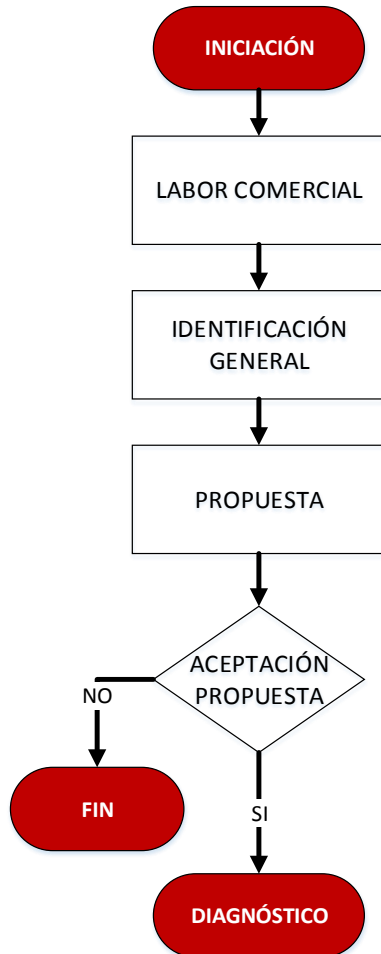 INICIACIÓN
LABOR COMERCIAL
IDENTIFICACIÓN
GENERAL
PROPUESTA
ACEPTACIÓN
PROPUESTA
NO
FIN
SI
DIAGNÓSTICO